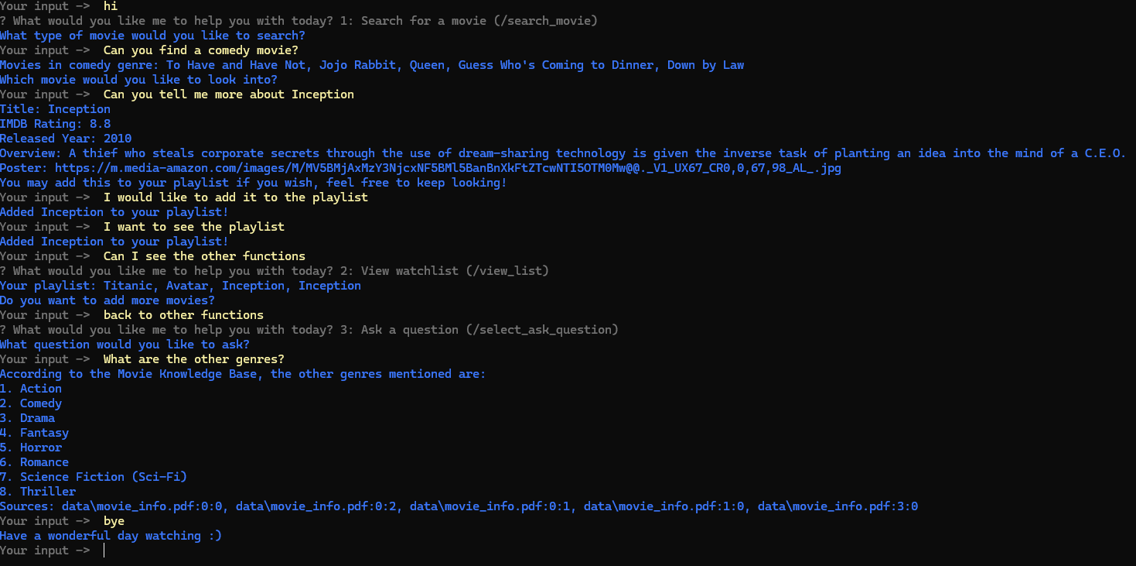 Your input -> hi
? What would you like me to help you with today? 1: Search for a movie (/search_movie)
What type of movie would you like to search?
Your input -> Can you find a comedy movie?
Movies in comedy genre: To Have and Have Not, Jojo Rabbit, Queen, Guess Who's Coming to Dinner, Down by Law
Which movie would you like to look into?
Your input -> Can you tell me more about Inception
Title: Inception
IMDB Rating: 8.8
Released Year: 2010
Overview: A thief who steals corporate secrets through the use of dream-sharing technology is given the inverse task of planting an idea into the mind of a C.E.O.
Poster: https://m.media-amazon.com/images/M/MV5BMjAxMzY3NjcxNF5BMl5BanBnXkFtZTcwNTI5OTM0Mw@@._V1_UX67_CR0,0,67,98_AL_.jpg
You may add this to your playlist if you wish, feel free to keep looking!
Your input -> I would like to add it to the playlist
Added Inception to your playlist!
Your input -> I want to see the playlist
Added Inception to your playlist!
Your input -> Can I see the other functions
? What would you like me to help you with today? 2: View watchlist (/view_list)
Your playlist: Titanic, Avatar, Inception, Inception
Do you want to add more movies?
Your input -> back to other functions
? What would you like me to help you with today? 3: Ask a question (/select_ask_question)
What question would you like to ask?
Your input -> What are the other genres?
According to the Movie Knowledge Base, the other genres mentioned are:
1. Action
2. Comedy
3. Drama
4. Fantasy
5. Horror
6. Romance
7. Science Fiction (Sci-Fi)
8. Thriller
Sources: data\movie_info.pdf:0:0, data\movie_info.pdf:0:2, data\movie_info.pdf:0:1, data\movie_info.pdf:1:0, data\movie_info.pdf:3:0
Your input -> bye
Have a wonderful day watching :)
Your input ->